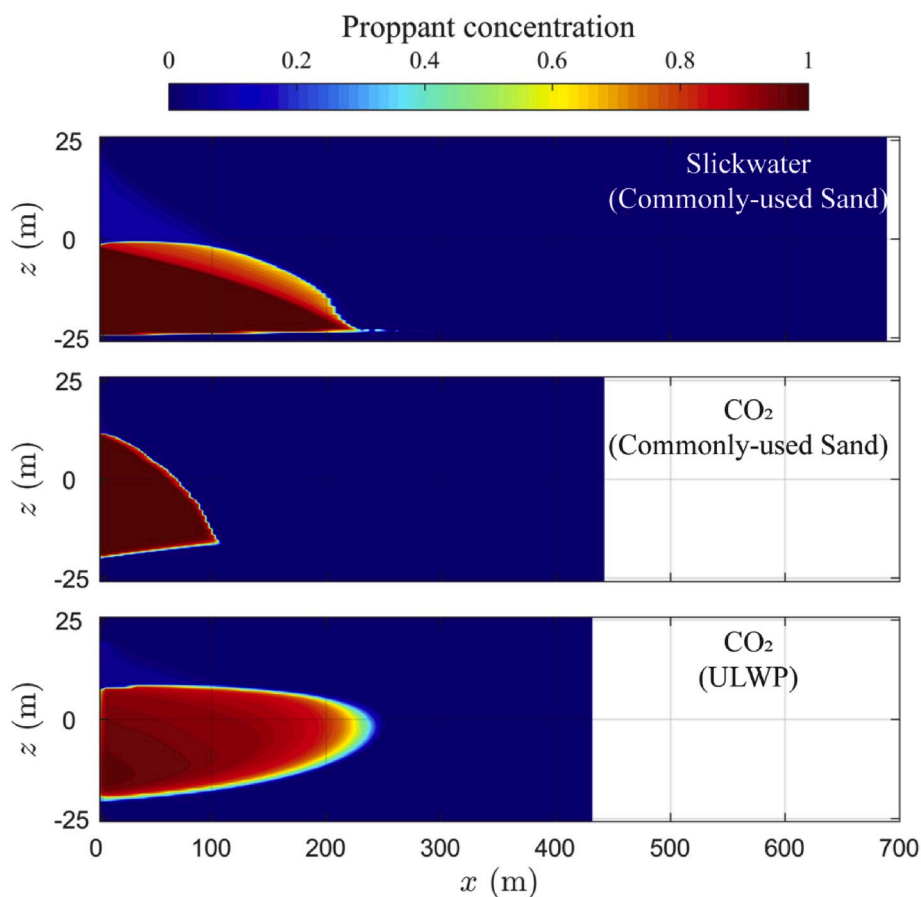 Proppant concentration
0 0.2 0.4 0.6 0.8 1
25
0
-25
z (m)
Slickwater
(Commonly-used Sand)
25
0
-25
z (m)
CO₂
(Commonly-used Sand)
25
0
-25
z (m)
CO₂
(ULWP)
0 100 200 300 400 500 600 700
x (m)